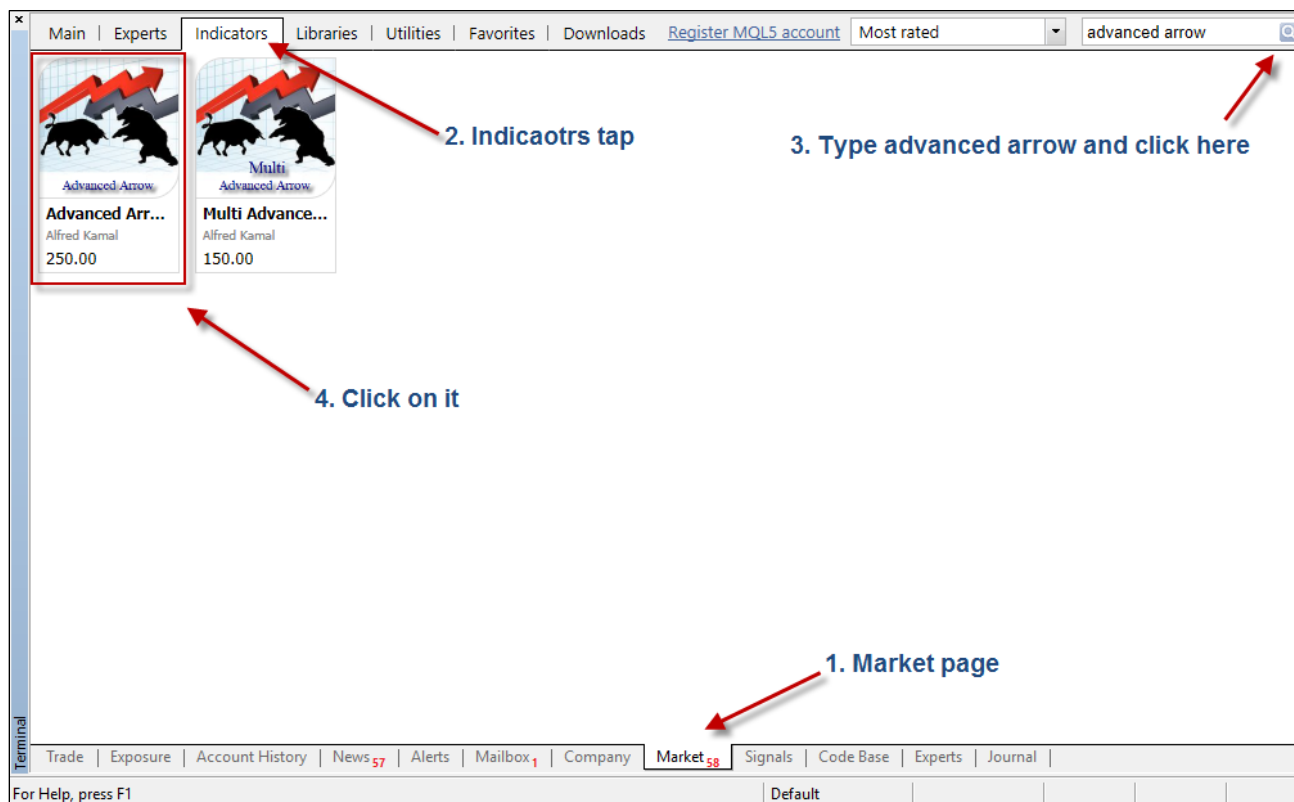 Main | Experts | Indicators | Libraries | Utilities | Favorites | Downloads Register MQL5 account Most rated advanced arrow
2. Indicaotrs tap
3. Type advanced arrow and click here
Advanced Arrow
Multi
Advanced Arrow
Advanced Arr...
Alfred Kamal
250.00
Multi Advance...
Alfred Kamal
150.00
4. Click on it
1. Market page
Terminal
Trade | Exposure | Account History | News 57 | Alerts | Mailbox 1 | Company | Market 58 | Signals | Code Base | Experts | Journal |
For Help, press F1 Default